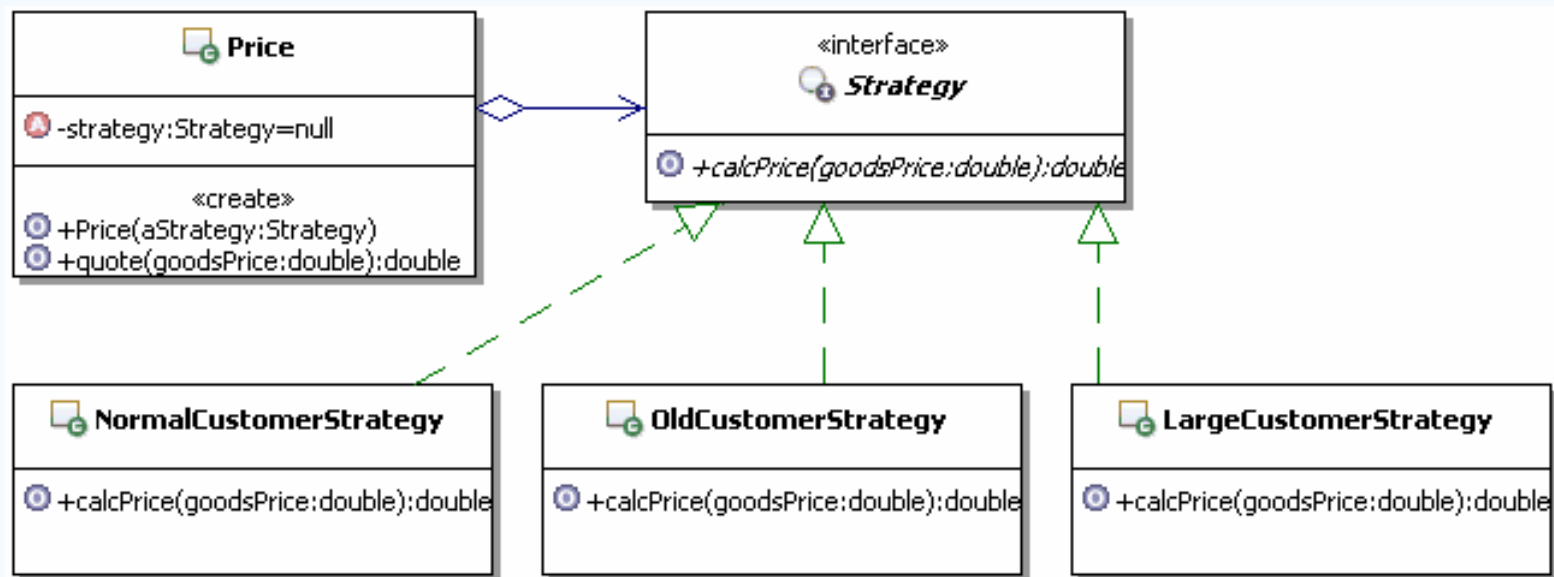 Price
-strategy:Strategy=null
«create»
+Price(aStrategy:Strategy)
+quote(goodsPrice:double):double
«interface»
Strategy
+calcPrice(goodsPrice:double):double
NormalCustomerStrategy
+calcPrice(goodsPrice:double):double
OldCustomerStrategy
+calcPrice(goodsPrice:double):double
LargeCustomerStrategy
+calcPrice(goodsPrice:double):double